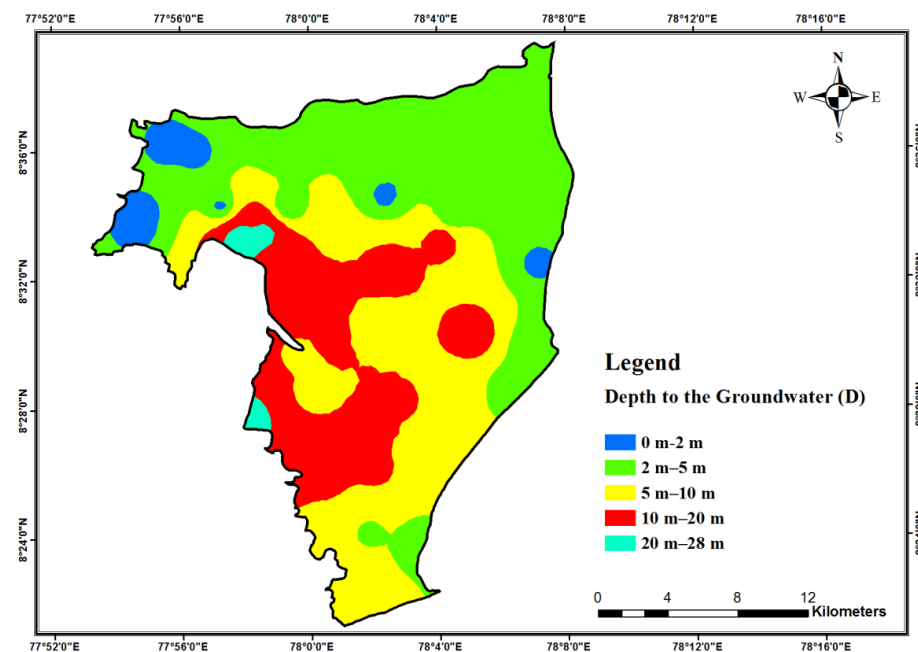 77°52'0"E 77°56'0"E 78°0'0"E 78°4'0"E 78°8'0"E 78°12'0"E 78°16'0"E
N
W E
S
8°36'0"N
8°32'0"N
8°28'0"N
8°24'0"N
Legend
Depth to the Groundwater (D)
0 m-2 m
2 m–5 m
5 m–10 m
10 m–20 m
20 m–28 m
0 4 8 12
Kilometers
77°52'0"E 77°56'0"E 78°0'0"E 78°4'0"E 78°8'0"E 78°12'0"E 78°16'0"E